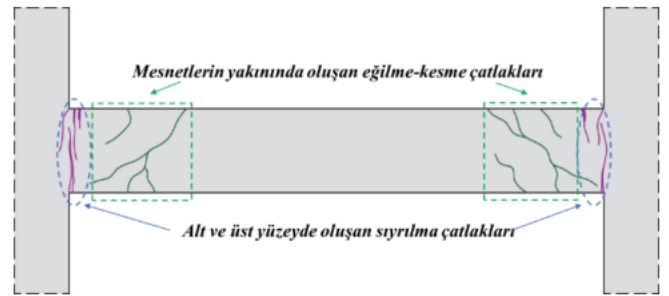 Mesnetlerin yakınında oluşan eğilme-kesme çatlakları
Alt ve üst yüzeyde oluşan sıyrılma çatlakları